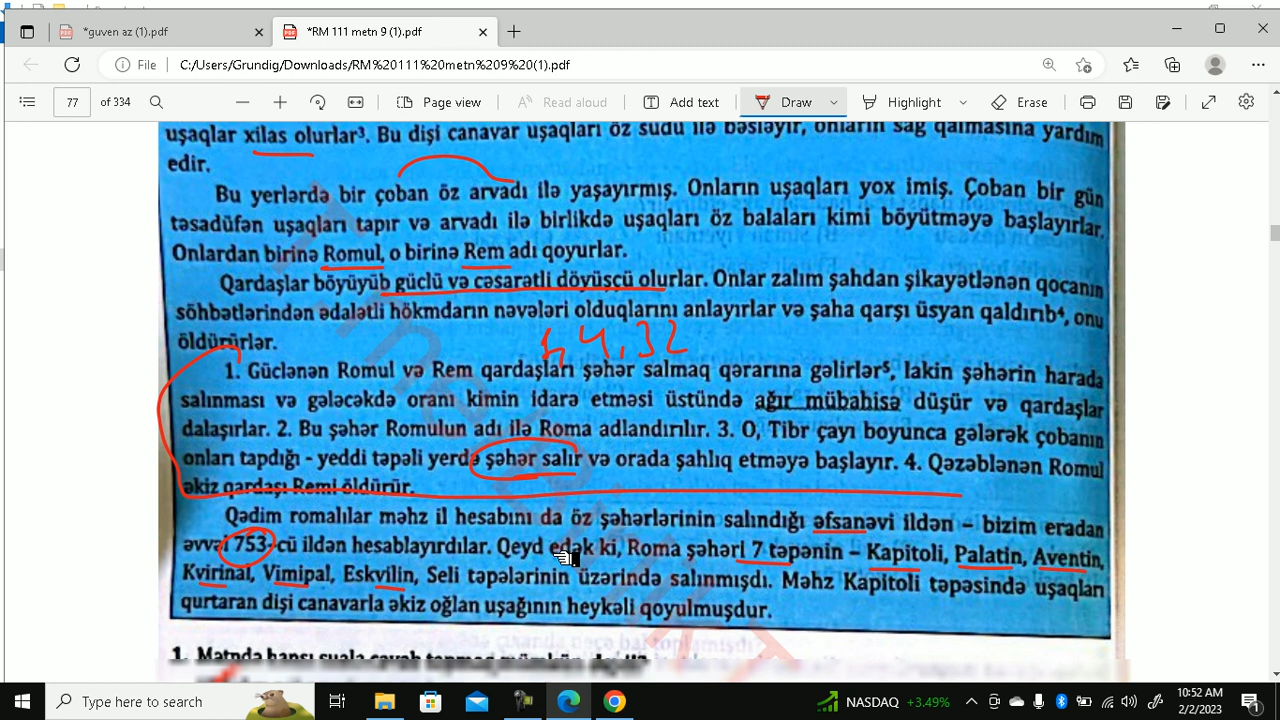 *guven az (1).pdf
*RM 111 metn 9 (1).pdf
File
C:/Users/Grundig/Downloads/RM%20111%20metn%209%20(1).pdf
77 of 334
Page view
Read aloud
Add text
Draw
Highlight
Erase
uşaqlar xilas olurlar³. Bu dişi canavar uşaqları öz südü ilə bəsləyir, onların sağ qalmasına yardım
edir.
Bu yerlərdə bir çoban öz arvadı ilə yaşayırmış. Onların uşaqları yox imiş. Çoban bir gün
təsadüfən uşaqları tapır və arvadı ilə birlikdə uşaqları öz balaları kimi böyütməyə başlayırlar.
Onlardan birinə Romul, o birinə Rem adı qoyurlar.
Qardaşlar böyüyüb güclü və cəsarətli döyüşçü olurlar. Onlar zalım şahdan şikayətlənən qocanın
söhbətlərindən ədalətli hökmdarın nəvələri olduqlarını anlayırlar və şaha qarşı üsyan qaldırıb⁴, onu
öldürürlər.
4.32
1. Güclənən Romul və Rem qardaşları şəhər salmaq qərarına gəlirlər⁵, lakin şəhərin harada
salınması və gələcəkdə oranı kimin idarə etməsi üstündə ağır mübahisə düşür və qardaşlar
dalaşırlar. 2. Bu şəhər Romulun adı ilə Roma adlandırılır. 3. O, Tibr çayı boyunca gələrək çobanın
onları tapdığı - yeddi təpəli yerdə şəhər salır və orada şahlıq etməyə başlayır. 4. Qəzəblənən Romul
əkiz qardaşı Remi öldürür.
Qədim romalılar məhz il hesabını da öz şəhərlərinin salındığı əfsanəvi ildən – bizim eradan
əvvəl 753-cü ildən hesablayırdılar. Qeyd edək ki, Roma şəhəri 7 təpənin – Kapitoli, Palatin, Aventin,
Kvirinal, Vimipal, Eskvilin, Seli təpələrinin üzərində salınmışdı. Məhz Kapitoli təpəsində uşaqları
qurtaran dişi canavarla əkiz oğlan uşağının heykəli qoyulmuşdur.
1. Mətndə hansı suala cavab tapmaq mümkün
Type here to search
NASDAQ +3.49%
10:52 AM
2/2/2023